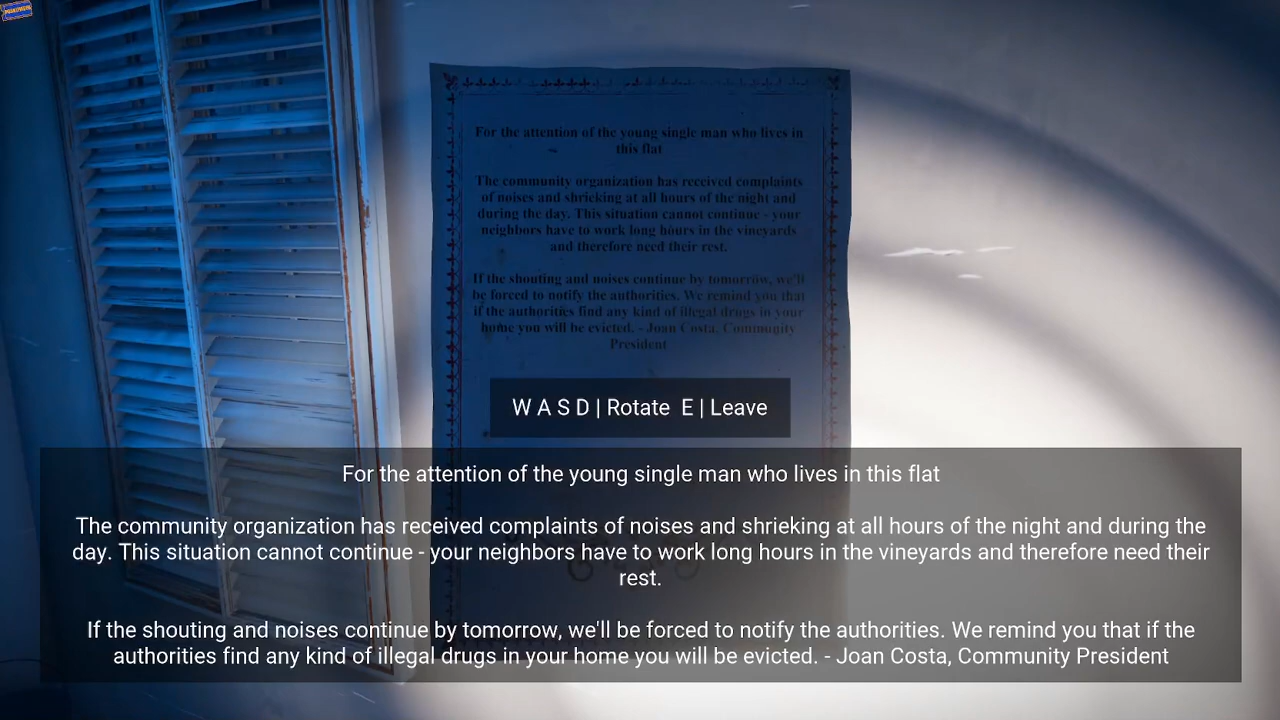 For the attention of the young single man who lives in
this flat
The community organization has received complaints
of noises and shrieking at all hours of the night and
during the day. This situation cannot continue - your
neighbors have to work long hours in the vineyards
and therefore need their rest.
If the shouting and noises continue by tomorrow, we'll
be forced to notify the authorities. We remind you that
if the authorities find any kind of illegal drugs in your
home you will be evicted. - Joan Costa, Community
President
W A S D | Rotate E | Leave
For the attention of the young single man who lives in this flat
The community organization has received complaints of noises and shrieking at all hours of the night and during the
day. This situation cannot continue - your neighbors have to work long hours in the vineyards and therefore need their
rest.
If the shouting and noises continue by tomorrow, we'll be forced to notify the authorities. We remind you that if the
authorities find any kind of illegal drugs in your home you will be evicted. - Joan Costa, Community President